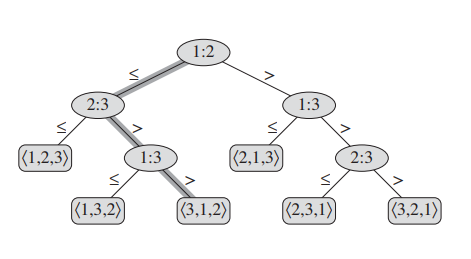 1:2
≤ >
2:3 1:3
≤ > ≤ >
⟨1,2,3⟩ 1:3 ⟨2,1,3⟩ 2:3
≤ > ≤ >
⟨1,3,2⟩ ⟨3,1,2⟩ ⟨2,3,1⟩ ⟨3,2,1⟩